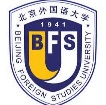 北京外国语大学
1941
BFS
BEIJING FOREIGN STUDIES UNIVERSITY